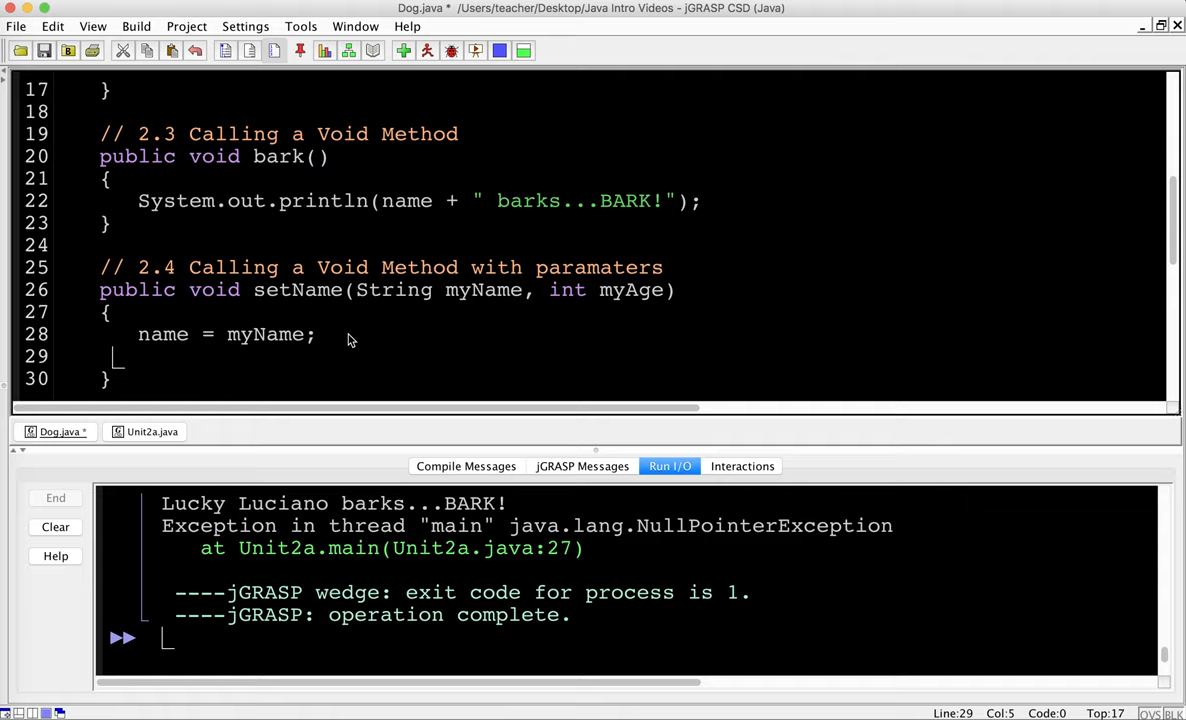 Dog.java * /Users/teacher/Desktop/Java Intro Videos - jGRASP CSD (Java)
File Edit View Build Project Settings Tools Window Help
17 }
18
19 // 2.3 Calling a Void Method
20 public void bark()
21 {
22 System.out.println(name + " barks...BARK!");
23 }
24
25 // 2.4 Calling a Void Method with paramaters
26 public void setName(String myName, int myAge)
27 {
28 name = myName;
29
30 }
Dog.java * Unit2a.java
Compile Messages jGRASP Messages Run I/O Interactions
End
Clear
Help
Lucky Luciano barks...BARK!
Exception in thread "main" java.lang.NullPointerException
at Unit2a.main(Unit2a.java:27)
----jGRASP wedge: exit code for process is 1.
----jGRASP: operation complete.
Line:29 Col:5 Code:0 Top:17 OVS BLK